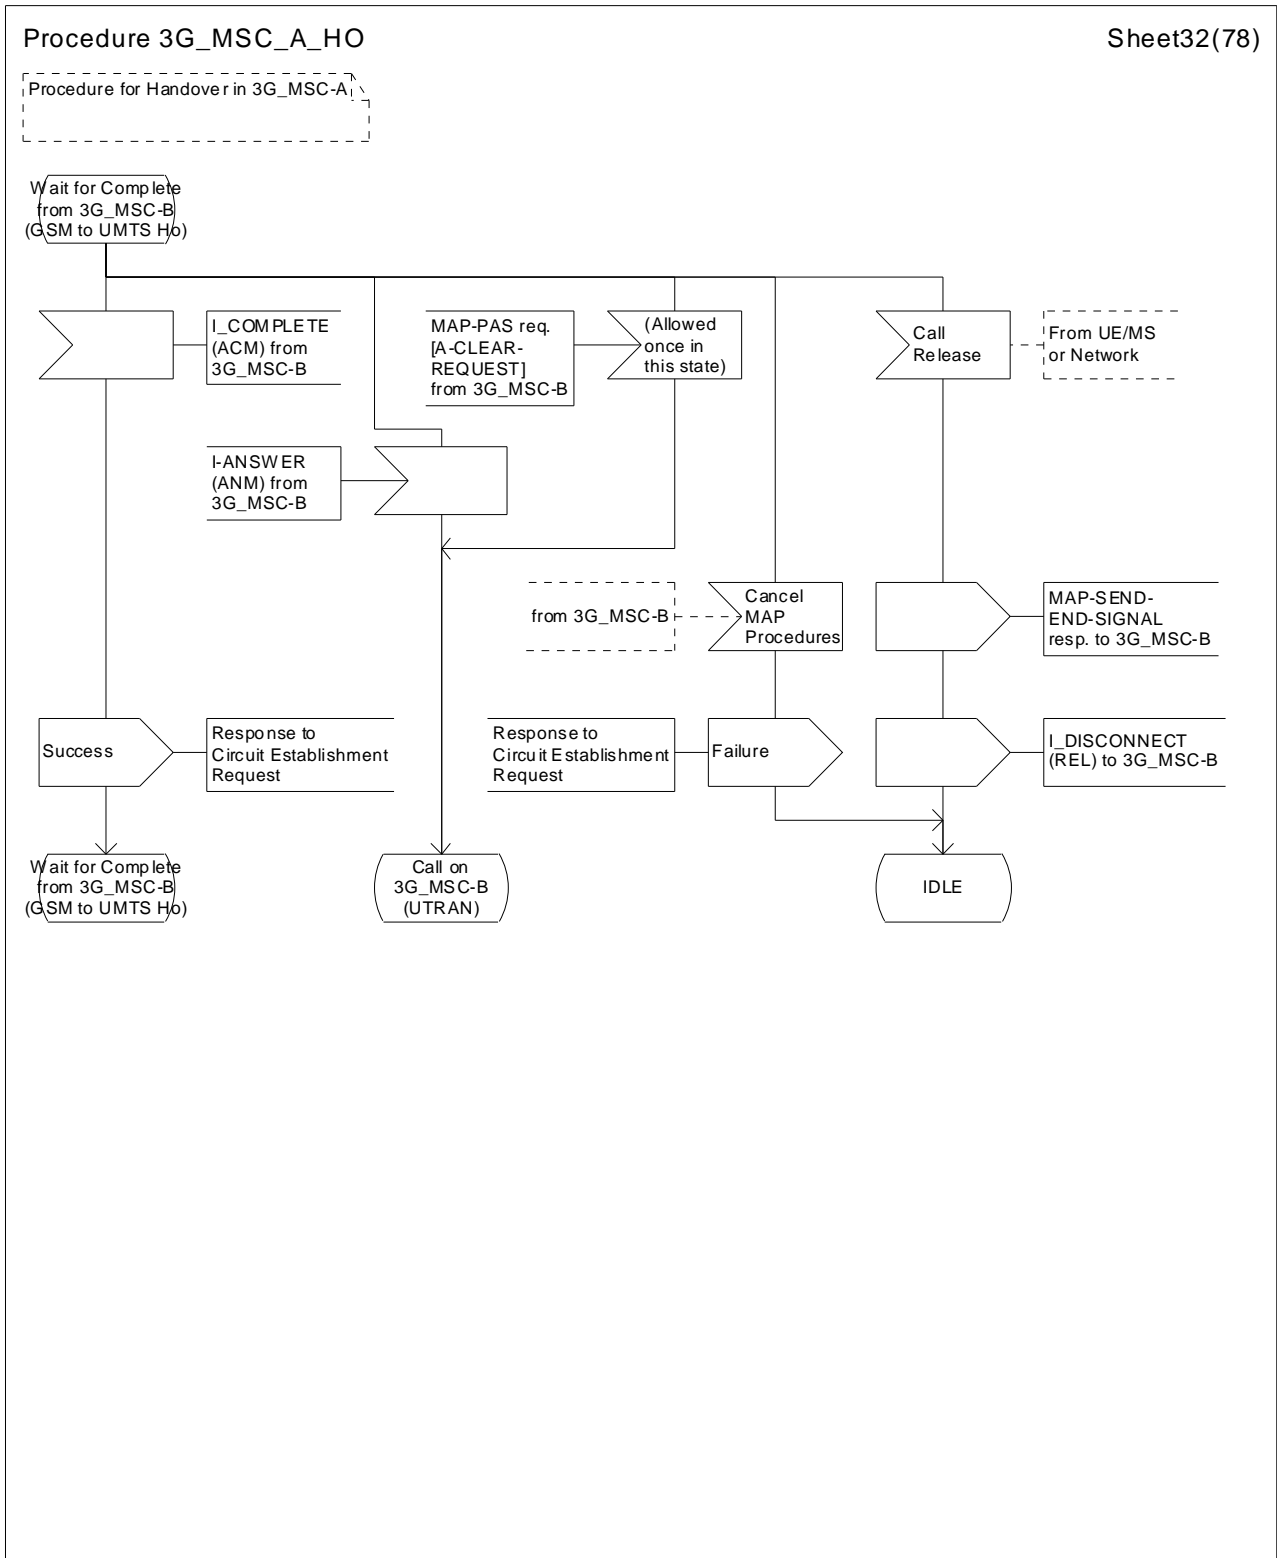 Procedure 3G_MSC_A_HO
Sheet32(78)
Procedure for Handover in 3G_MSC-A
Wait for Complete
from 3G_MSC-B
(GSM to UMTS Ho)
I_COMPLETE
(ACM) from
3G_MSC-B
MAP-PAS req.
[A-CLEAR-
REQUEST]
from 3G_MSC-B
(Allowed
once in
this state)
Call
Release
From UE/MS
or Network
I-ANSWER
(ANM) from
3G_MSC-B
from 3G_MSC-B
Cancel
MAP
Procedures
MAP-SEND-
END-SIGNAL
resp. to 3G_MSC-B
Success
Response to
Circuit Establishment
Request
Response to
Circuit Establishment
Request
Failure
I_DISCONNECT
(REL) to 3G_MSC-B
Wait for Complete
from 3G_MSC-B
(GSM to UMTS Ho)
Call on
3G_MSC-B
(UTRAN)
IDLE